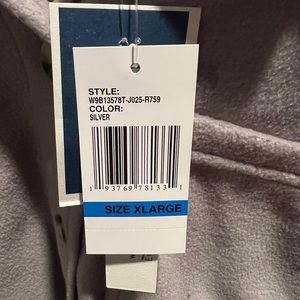 STYLE:
W9B13578T-J025-R759
COLOR:
SILVER
1 93769 78133 1
SIZE XLARGE